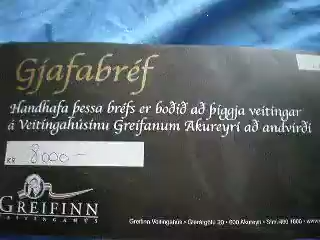 Gjafabréf
Handhafa þessa bréfs er boðið að þiggja veitingar
á Veitingahúsinu Greifanum Akureyri að andvirði
KR 8000-
GREIFINN
VEITINGAHÚS
Greifinn Veitingahús • Glerárgötu 20 • 600 Akureyri • Sími 460 1600 •